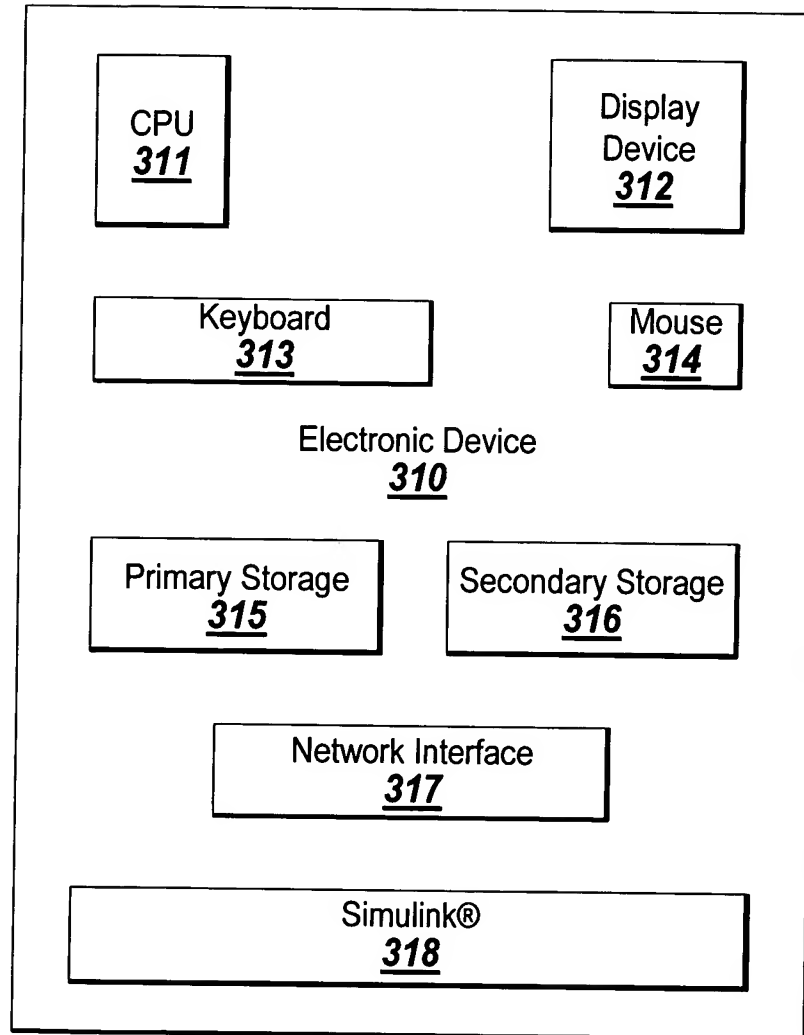 CPU
311
Display
Device
312
Keyboard
313
Mouse
314
Electronic Device
310
Primary Storage
315
Secondary Storage
316
Network Interface
317
Simulink®
318